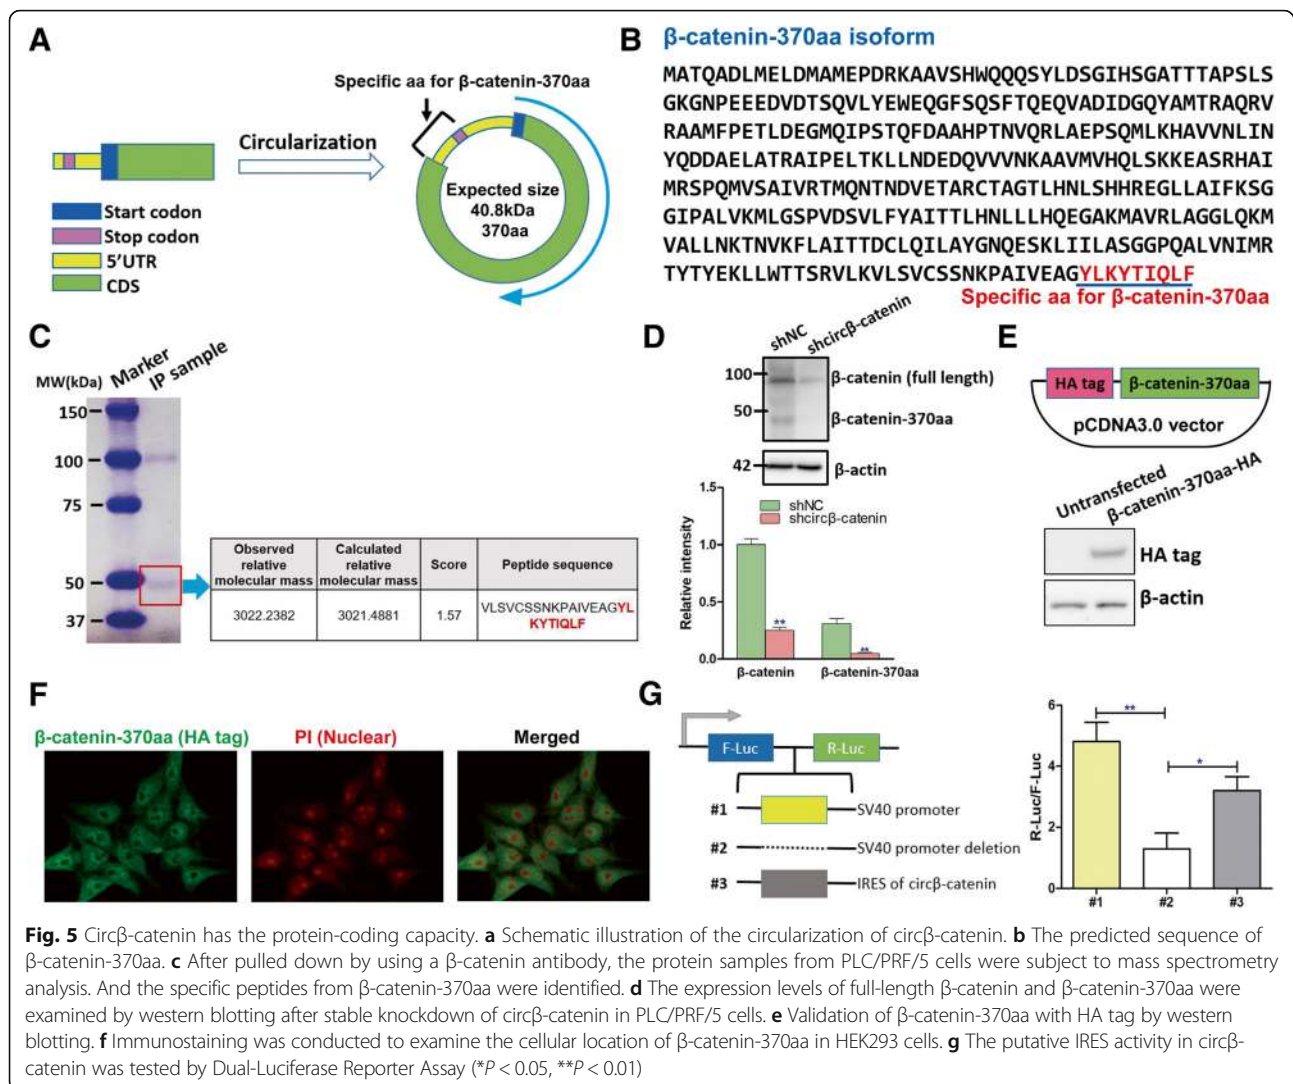 A
Specific aa for β-catenin-370aa
Circularization
Expected size
40.8kDa
370aa
Start codon
Stop codon
5'UTR
CDS
B
β-catenin-370aa isoform
MATQADLMELDMAMEPDRKAAVSHWQQQSYLDSGIHSGATTTAPSLS
GKGNPEEEDVDTSQVLYEWEQGFSQSFTQEQVADIDGQYAMTRAQRV
RAAMFPETLDEGMQIPSTQFDAAHPTNVQRLAEPSQMLKHAVVNLIN
YQDDAELATRAIPELTKLLNDEDQVVVNKAAVMVHQLSKKEASRHAI
MRSPQMVSAIVRTMQNTNDVETARCTAGTLHNLSHHREGLLAIFKSG
GIPALVKMLGSPVDSVLFYAITTLHNLLLHQEGAKMAVRLAGGLQKM
VALLNKTNVKFLAITTDCLQILAYGNQESKLIILASGGPQALVNIMR
TYTYEKLLWTTSRVLKVLSVCSSNKPAIVEAGYLKYTIQLF
Specific aa for β-catenin-370aa
C
MW(kDa)
Marker
IP sample
150
100
75
50
37
Observed relative molecular mass
Calculated relative molecular mass
Score
Peptide sequence
3022.2382
3021.4881
1.57
VLSVCSSNKPAIVEAGYL
KYTIQLF
D
shNC
shcircβ-catenin
100
50
β-catenin (full length)
β-catenin-370aa
42
β-actin
1.5
1.0
0.5
0.0
Relative intensity
shNC
shcircβ-catenin
**
**
β-catenin
β-catenin-370aa
E
HA tag
β-catenin-370aa
pCDNA3.0 vector
Untransfected
β-catenin-370aa-HA
HA tag
β-actin
F
β-catenin-370aa (HA tag)
PI (Nuclear)
Merged
G
F-Luc
R-Luc
#1
SV40 promoter
#2
SV40 promoter deletion
#3
IRES of circβ-catenin
R-Luc/F-Luc
6
4
2
0
**
*
#1
#2
#3
Fig. 5 Circβ-catenin has the protein-coding capacity. a Schematic illustration of the circularization of circβ-catenin. b The predicted sequence of
β-catenin-370aa. c After pulled down by using a β-catenin antibody, the protein samples from PLC/PRF/5 cells were subject to mass spectrometry
analysis. And the specific peptides from β-catenin-370aa were identified. d The expression levels of full-length β-catenin and β-catenin-370aa were
examined by western blotting after stable knockdown of circβ-catenin in PLC/PRF/5 cells. e Validation of β-catenin-370aa with HA tag by western
blotting. f Immunostaining was conducted to examine the cellular location of β-catenin-370aa in HEK293 cells. g The putative IRES activity in circβ-
catenin was tested by Dual-Luciferase Reporter Assay (*P < 0.05, **P < 0.01)